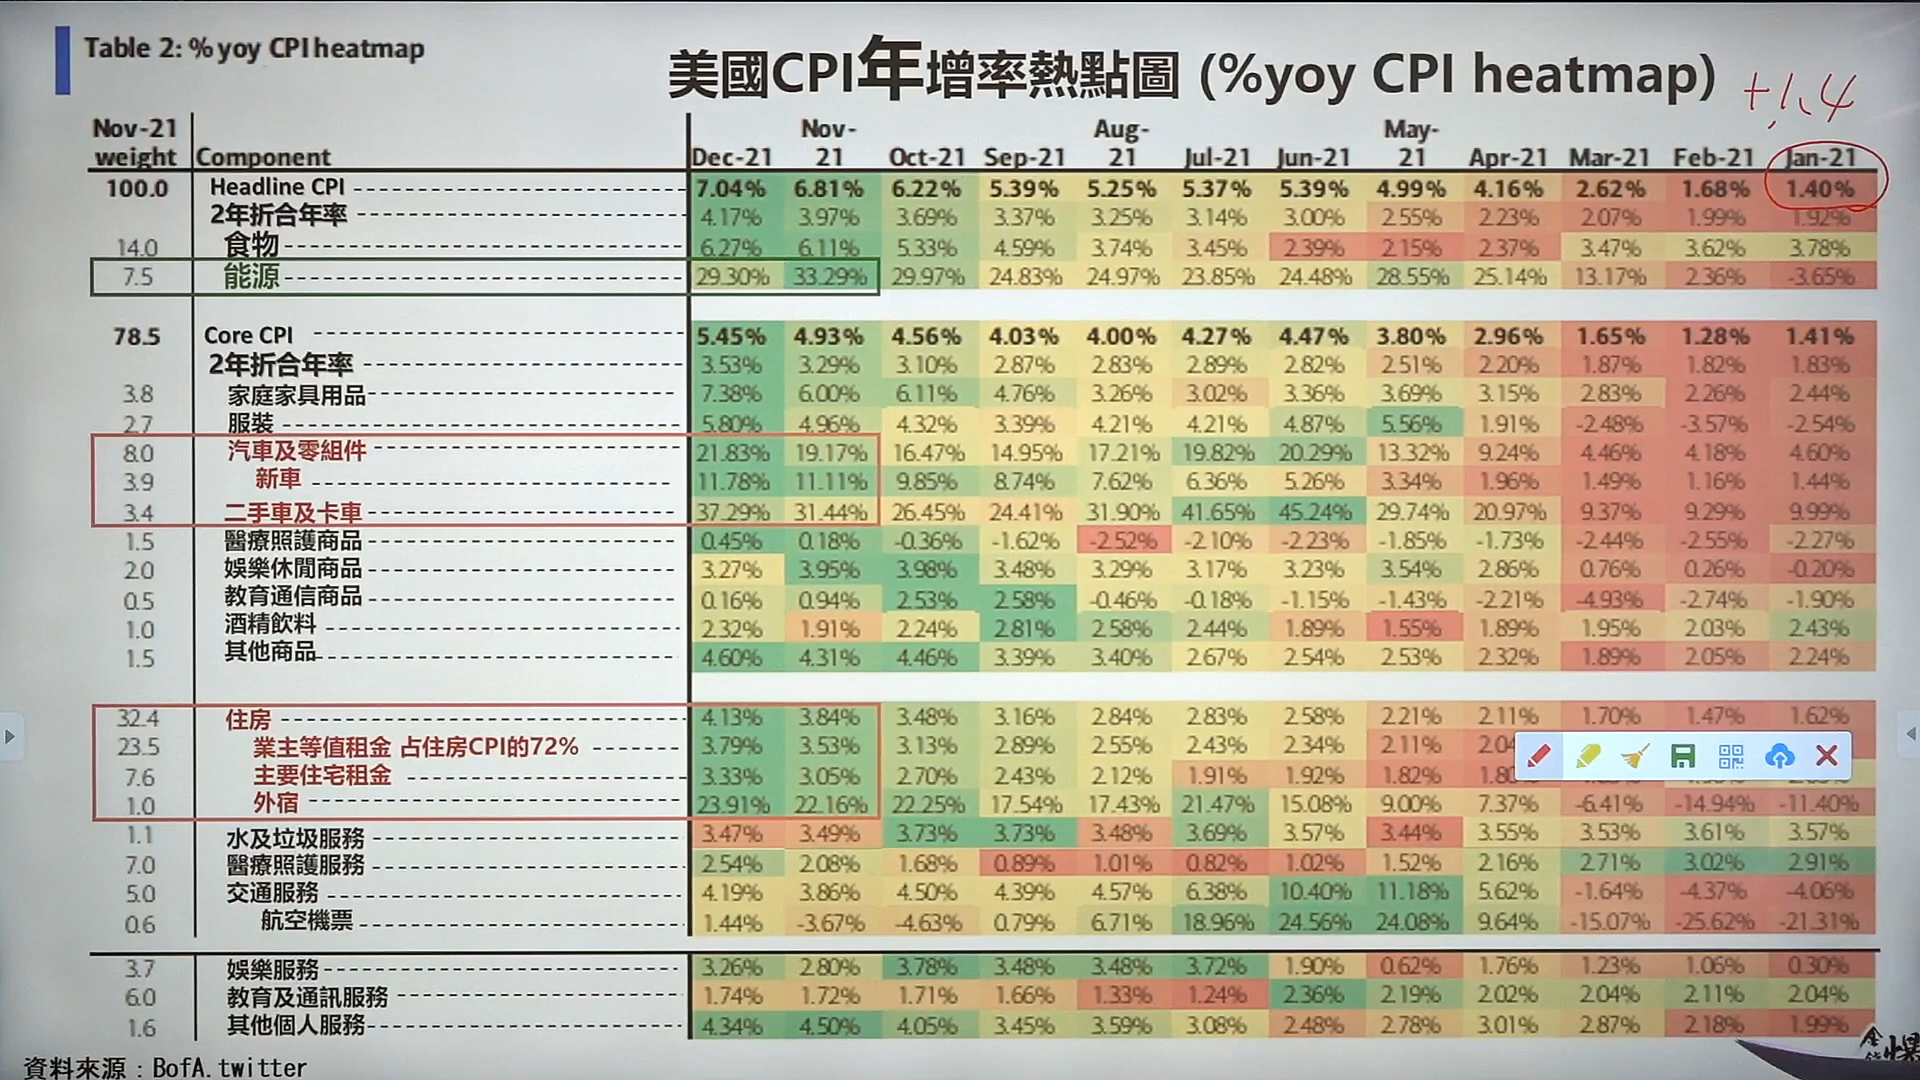 Table 2: % yoy CPI heatmap
美國CPI年增率熱點圖 (%yoy CPI heatmap)
+1.4
Nov-21 weight Component Dec-21 Nov-21 Oct-21 Sep-21 Aug-21 Jul-21 Jun-21 May-21 Apr-21 Mar-21 Feb-21 Jan-21
100.0 Headline CPI 7.04% 6.81% 6.22% 5.39% 5.25% 5.37% 5.39% 4.99% 4.16% 2.62% 1.68% 1.40%
2年折合年率 4.17% 3.97% 3.69% 3.37% 3.25% 3.14% 3.00% 2.55% 2.23% 2.07% 1.99% 1.92%
14.0 食物 6.27% 6.11% 5.33% 4.59% 3.74% 3.45% 2.39% 2.15% 2.37% 3.47% 3.62% 3.78%
7.5 能源 29.30% 33.29% 29.97% 24.83% 24.97% 23.85% 24.48% 28.55% 25.14% 13.17% 2.36% -3.65%
78.5 Core CPI 5.45% 4.93% 4.56% 4.03% 4.00% 4.27% 4.47% 3.80% 2.96% 1.65% 1.28% 1.41%
2年折合年率 3.53% 3.29% 3.10% 2.87% 2.83% 2.89% 2.82% 2.51% 2.20% 1.87% 1.82% 1.83%
3.8 家庭家具用品 7.38% 6.00% 6.11% 4.76% 3.26% 3.02% 3.36% 3.69% 3.15% 2.83% 2.26% 2.44%
2.7 服裝 5.80% 4.96% 4.32% 3.39% 4.21% 4.21% 4.87% 5.56% 1.91% -2.48% -3.57% -2.54%
8.0 汽車及零組件 21.83% 19.17% 16.47% 14.95% 17.21% 19.82% 20.29% 13.32% 9.24% 4.46% 4.18% 4.60%
3.9 新車 11.78% 11.11% 9.85% 8.74% 7.62% 6.36% 5.26% 3.34% 1.96% 1.49% 1.16% 1.44%
3.4 二手車及卡車 37.29% 31.44% 26.45% 24.41% 31.90% 41.65% 45.24% 29.74% 20.97% 9.37% 9.29% 9.99%
1.5 醫療照護商品 0.45% 0.18% -0.36% -1.62% -2.52% -2.10% -2.23% -1.85% -1.73% -2.44% -2.55% -2.27%
2.0 娛樂休閒商品 3.27% 3.95% 3.98% 3.48% 3.29% 3.17% 3.23% 3.54% 2.86% 0.76% 0.26% -0.20%
0.5 教育通信商品 0.16% 0.94% 2.53% 2.58% -0.46% -0.18% -1.15% -1.43% -2.21% -4.93% -2.74% -1.90%
1.0 酒精飲料 2.32% 1.91% 2.24% 2.81% 2.58% 2.44% 1.89% 1.55% 1.89% 1.95% 2.03% 2.43%
1.5 其他商品 4.60% 4.31% 4.46% 3.39% 3.40% 2.67% 2.54% 2.53% 2.32% 1.89% 2.05% 2.24%
32.4 住房 4.13% 3.84% 3.48% 3.16% 2.84% 2.83% 2.58% 2.21% 2.11% 1.70% 1.47% 1.62%
23.5 業主等值租金 占住房CPI的72% 3.79% 3.53% 3.13% 2.89% 2.55% 2.43% 2.34% 2.11%
7.6 主要住宅租金 3.33% 3.05% 2.70% 2.43% 2.12% 1.91% 1.92% 1.82%
1.0 外宿 23.91% 22.16% 22.25% 17.54% 17.43% 21.47% 15.08% 9.00% 7.37% -6.41% -14.94% -11.40%
1.1 水及垃圾服務 3.47% 3.49% 3.73% 3.73% 3.48% 3.69% 3.57% 3.44% 3.55% 3.53% 3.61% 3.57%
7.0 醫療照護服務 2.54% 2.08% 1.68% 0.89% 1.01% 0.82% 1.02% 1.52% 2.16% 2.71% 3.02% 2.91%
5.0 交通服務 4.19% 3.86% 4.50% 4.39% 4.57% 6.38% 10.40% 11.18% 5.62% -1.64% -4.37% -4.06%
0.6 航空機票 1.44% -3.67% -4.63% 0.79% 6.71% 18.96% 24.56% 24.08% 9.64% -15.07% -25.62% -21.31%
3.7 娛樂服務 3.26% 2.80% 3.78% 3.48% 3.48% 3.72% 1.90% 0.62% 1.76% 1.23% 1.06% 0.30%
6.0 教育及通訊服務 1.74% 1.72% 1.71% 1.66% 1.33% 1.24% 2.36% 2.19% 2.02% 2.04% 2.11% 2.04%
1.6 其他個人服務 4.34% 4.50% 4.05% 3.45% 3.59% 3.08% 2.48% 2.78% 3.01% 2.87% 2.18% 1.99%
資料來源：BofA.twitter